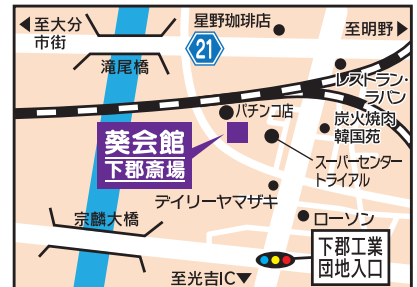 ◀至大分
市街
星野珈琲店
至明野▶
21
滝尾橋
レストラン・
ラバン
パチンコ店
炭火焼肉
韓国苑
葵会館
下郡斎場
スーパーセンター
トライアル
デイリーヤマザキ
宗麟大橋
ローソン
下郡工業
団地入口
至光吉IC▼